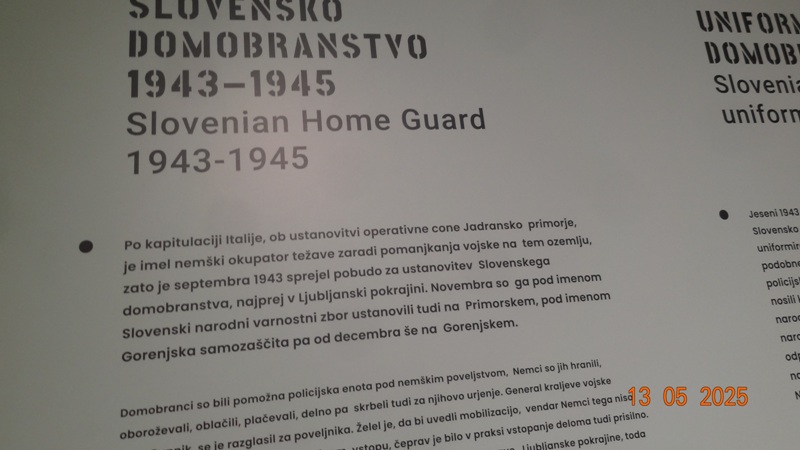 SLOVENSKO
DOMOBRANSTVO
1943–1945
Slovenian Home Guard
1943-1945
Po kapitulaciji Italije, ob ustanovitvi operativne cone Jadransko primorje,
je imel nemški okupator težave zaradi pomanjkanja vojske na tem ozemlju,
zato je septembra 1943 sprejel pobudo za ustanovitev Slovenskega
domobranstva, najprej v Ljubljanski pokrajini. Novembra so ga pod imenom
Slovenski narodni varnostni zbor ustanovili tudi na Primorskem, pod imenom
Gorenjska samozaščita pa od decembra še na Gorenjskem.
Domobranci so bili pomožna policijska enota pod nemškim poveljstvom, Nemci so jih hranili,
oboroževali, oblačili, plačevali, delno pa skrbeli tudi za njihovo urjenje. General kraljeve vojske
se je razglasil za poveljnika. Želel je, da bi uvedli mobilizacijo, vendar Nemci tega
vstopu, čeprav je bilo v praksi vstopanje deloma tudi prisilno.
Ljubljanske pokrajine, toda
UNIFOR
DOMOB
Sloveni
uniforn
Jeseni 1943
Slovensko
uniformir
podobne
policijs
nosili
narod
naro
odp
13 05 2025